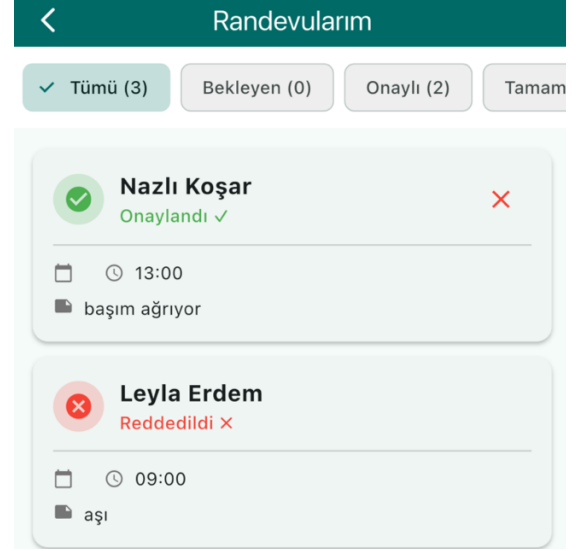 Randevularım
Tümü (3) Bekleyen (0) Onaylı (2) Tamam
Nazlı Koşar
Onaylandı ✓
13:00
başım ağrıyor
Leyla Erdem
Reddedildi ✕
09:00
aşı